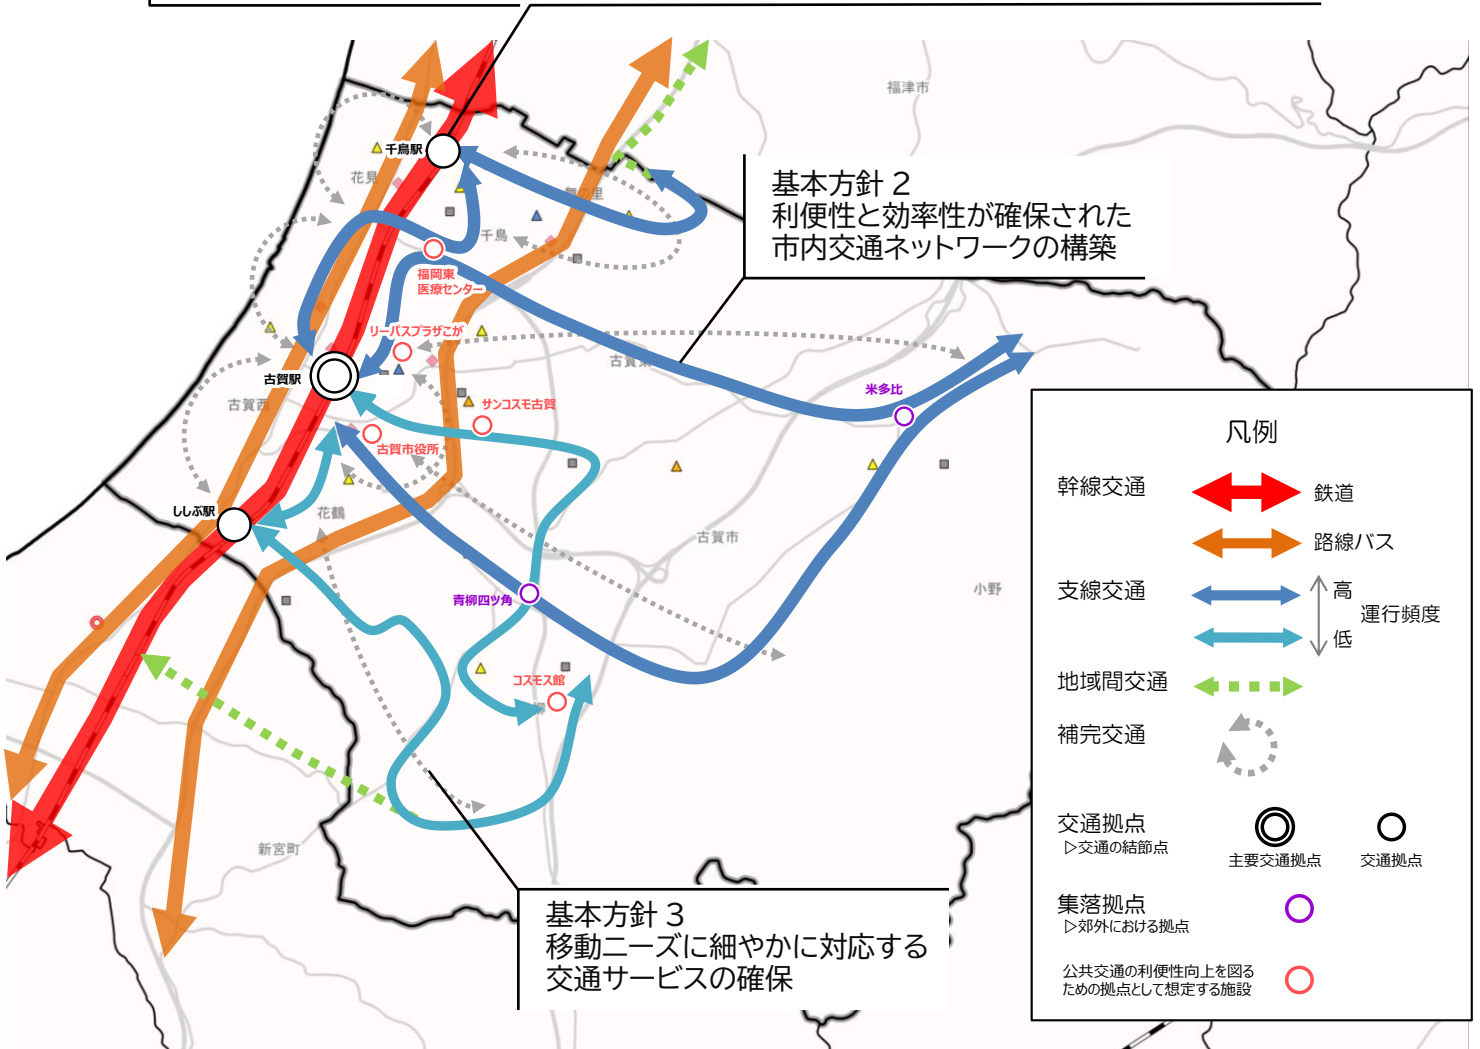 福津市
千鳥駅
花見
舞の里
千鳥
基本方針２
利便性と効率性が確保された
市内交通ネットワークの構築
福岡東
医療センター
リーパスプラザこが
古賀東
古賀駅
古賀西
米多比
サンコスモ古賀
古賀市役所
ししぶ駅
花鶴
古賀市
小野
青柳四ツ角
コスモス館
新宮町
基本方針３
移動ニーズに細やかに対応する
交通サービスの確保
凡例
幹線交通
鉄道
路線バス
支線交通
高
運行頻度
低
地域間交通
補完交通
交通拠点
▷交通の結節点
主要交通拠点
交通拠点
集落拠点
▷郊外における拠点
公共交通の利便性向上を図る
ための拠点として想定する施設